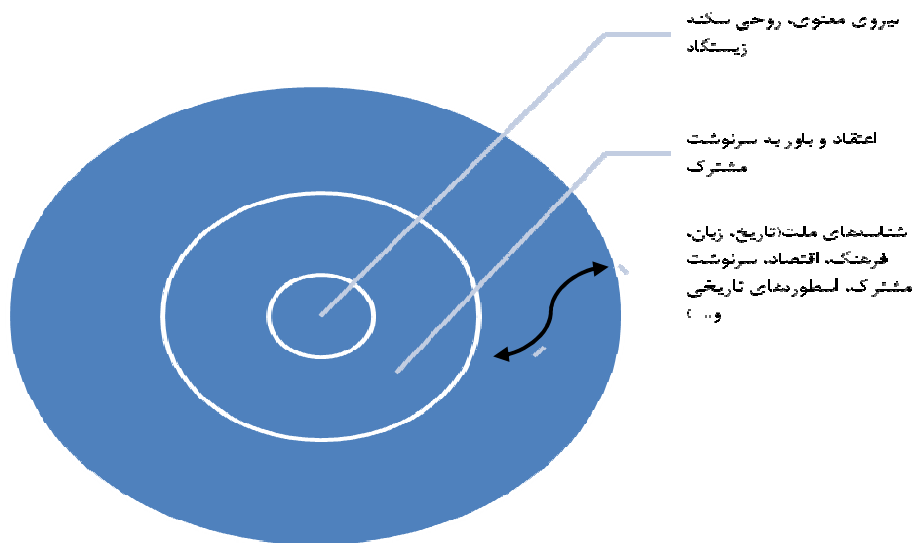 نیروی معنوی، روحی سکنه
زیستگاه
اعتقاد و باور به سرنوشت
مشترک
شناسه‌های ملت(تاریخ، زبان،
فرهنگ، اقتصاد، سرنوشت
مشترک، اسطوره‌های تاریخی
و... )